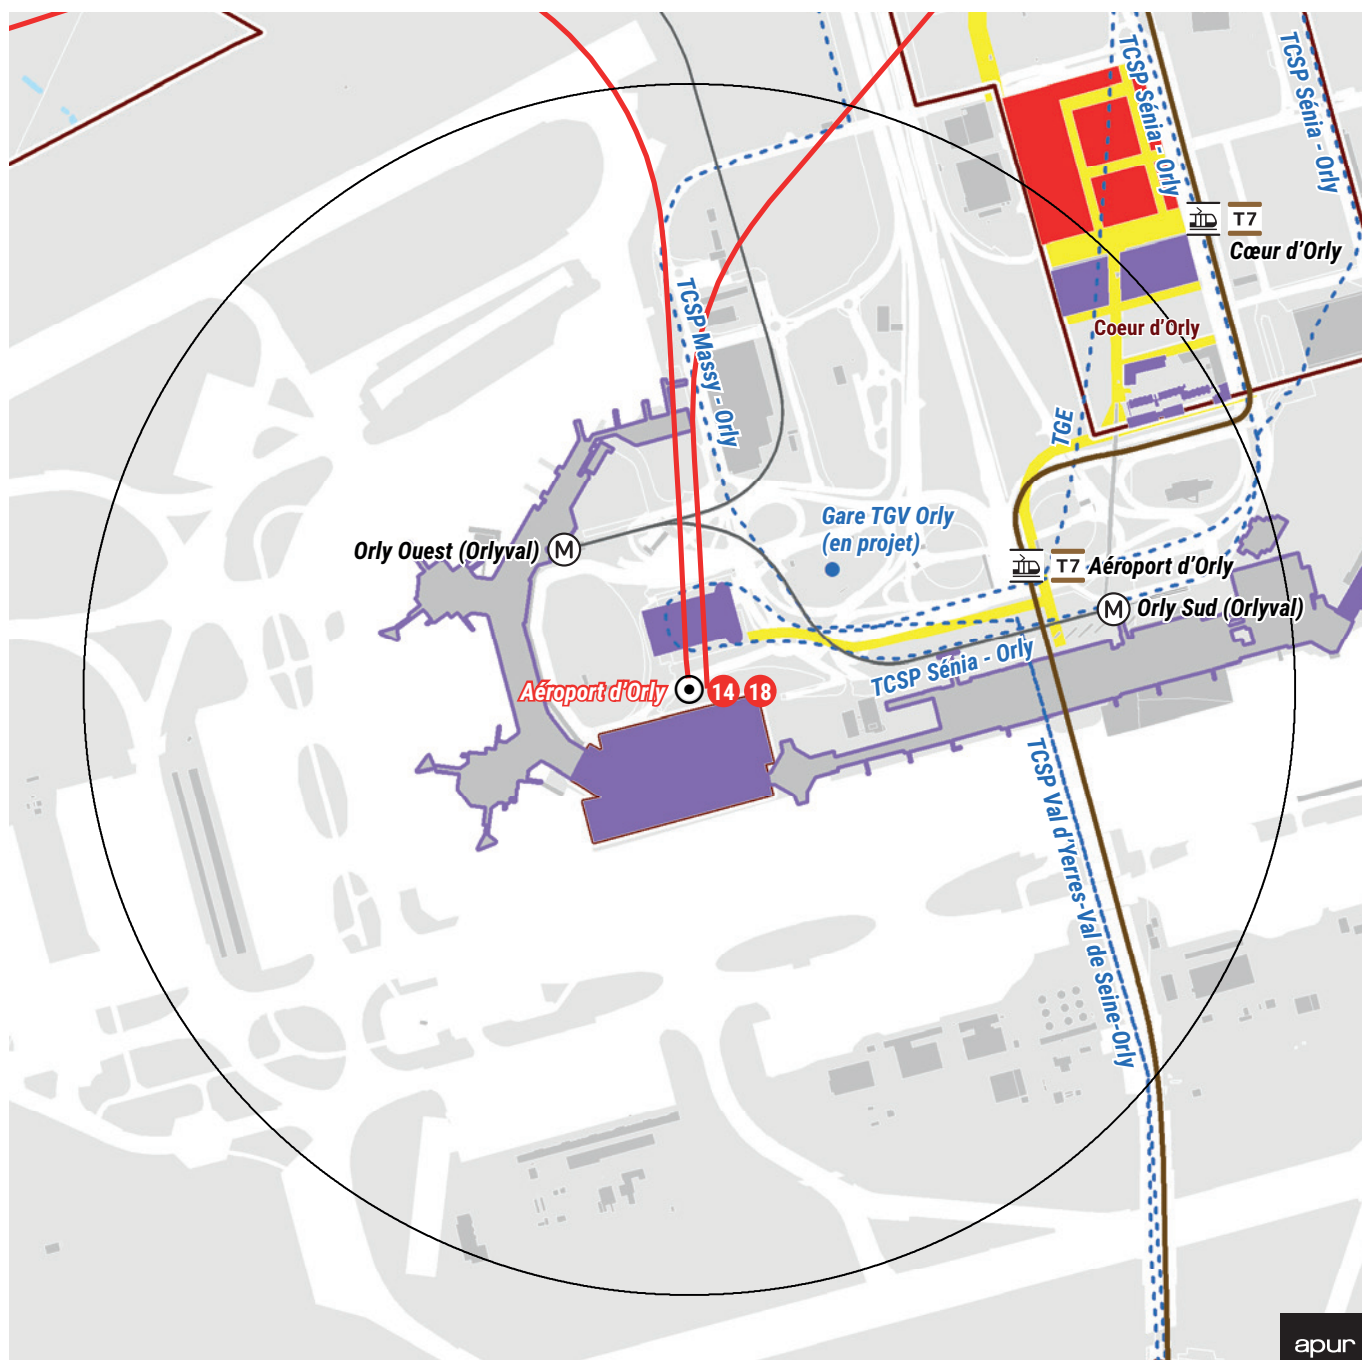 TCSP Sénia - Orly
TCSP Sénia - Orly
T7
Cœur d'Orly
TCSP Massy - Orly
Coeur d'Orly
TGE
Gare TGV Orly
(en projet)
Orly Ouest (Orlyval)
M
T7
Aéroport d'Orly
M
Orly Sud (Orlyval)
TCSP Sénia - Orly
Aéroport d'Orly
14
18
TCSP Val d'Yerres-Val de Seine-Orly
apur